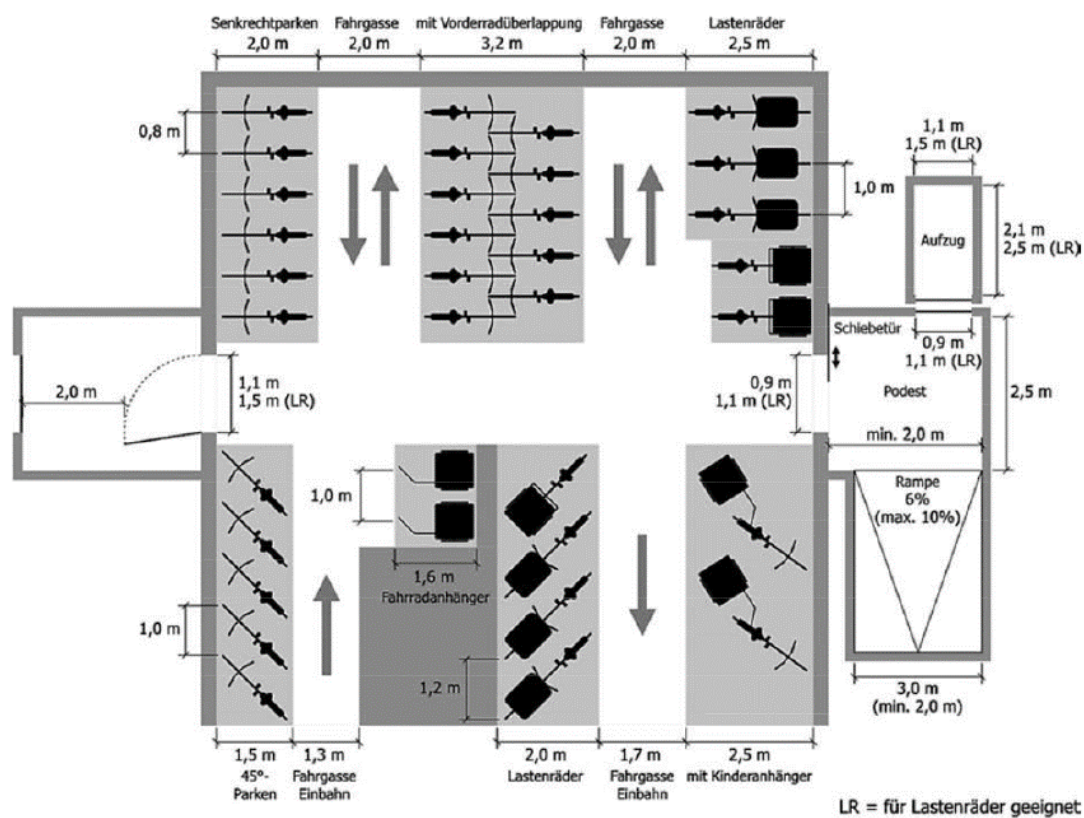 Senkrechtparken
2,0 m
Fahrgasse
2,0 m
mit Vorderradüberlappung
3,2 m
Fahrgasse
2,0 m
Lastenräder
2,5 m
0,8 m
1,0 m
1,1 m
1,5 m (LR)
Aufzug
2,1 m
2,5 m (LR)
Schiebetür
0,9 m
1,1 m (LR)
2,0 m
1,1 m
1,5 m (LR)
0,9 m
1,1 m (LR)
Podest
2,5 m
min. 2,0 m
1,0 m
Rampe
6%
(max. 10%)
1,6 m
Fahrradanhänger
1,0 m
1,2 m
3,0 m
(min. 2,0 m)
1,5 m
45°-
Parken
1,3 m
Fahrgasse
Einbahn
2,0 m
Lastenräder
1,7 m
Fahrgasse
Einbahn
2,5 m
mit Kinderanhänger
LR = für Lastenräder geeignet